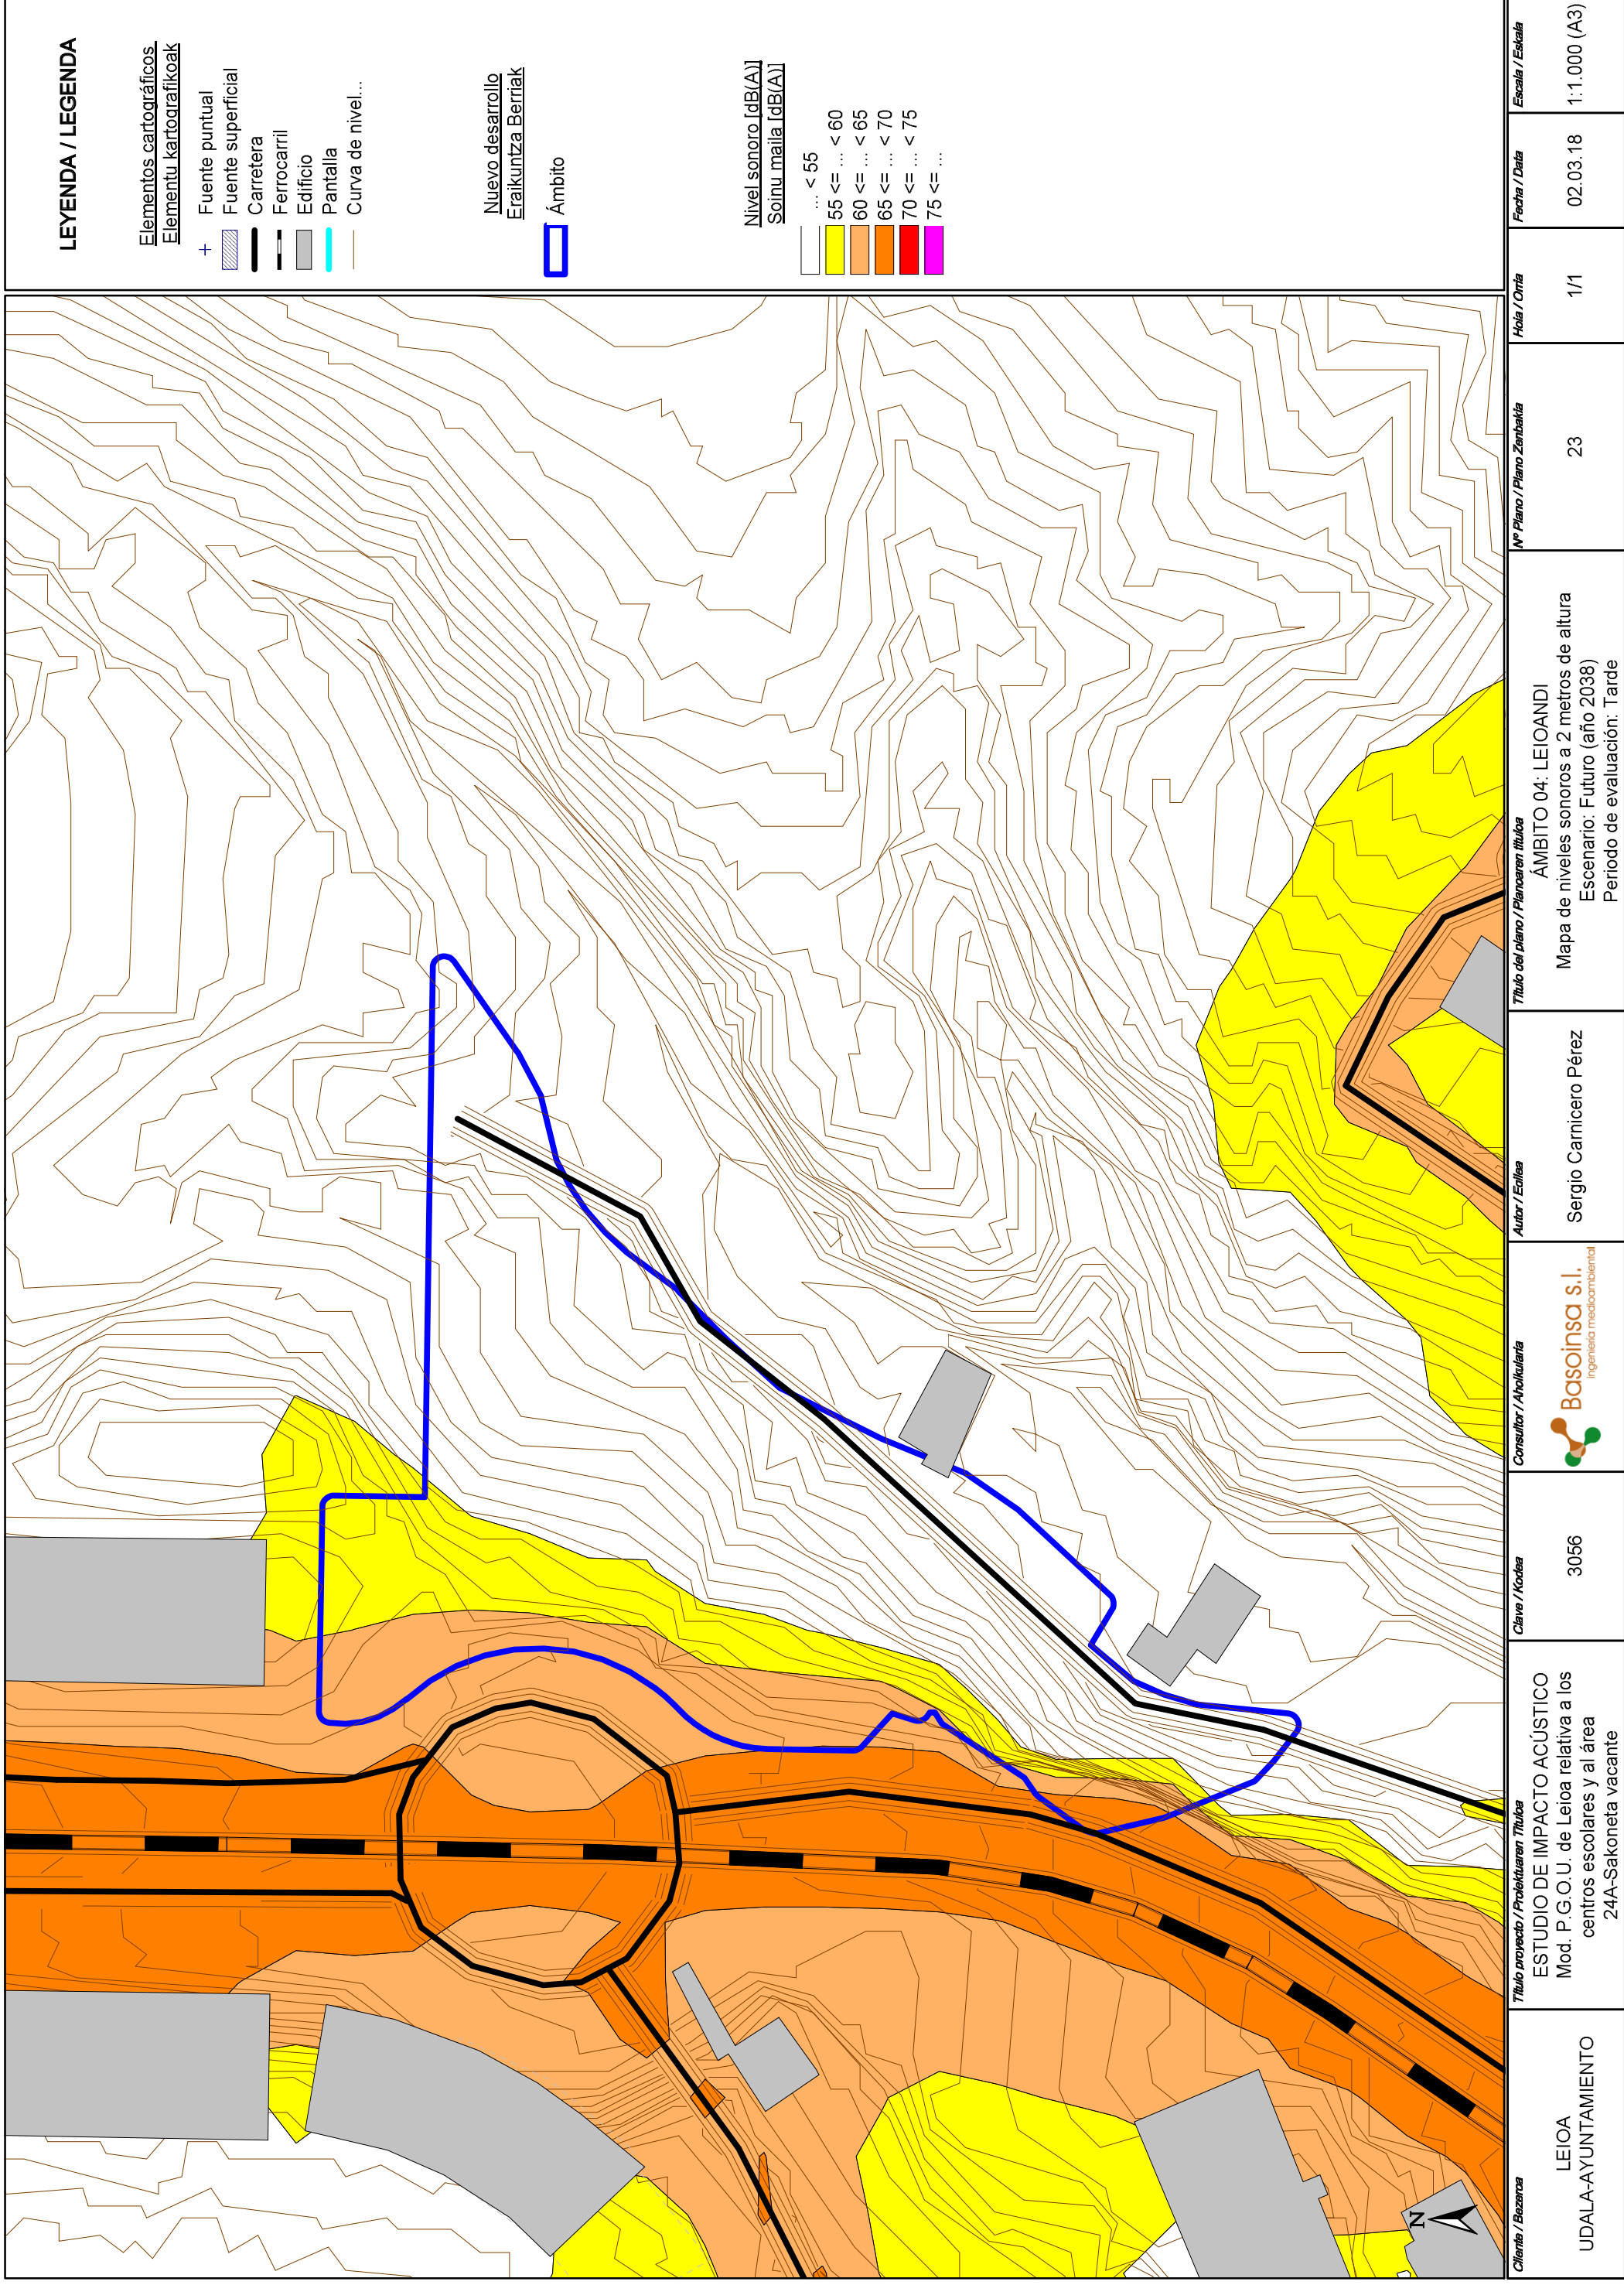 LEYENDA / LEGENDA
Elementos cartográficos
Elementu kartografikoak
Fuente puntual
Fuente superficial
Carretera
Ferrocarril
Edificio
Pantalla
Curva de nivel...
Nuevo desarrollo
Eraikuntza Berriak
Ámbito
Nivel sonoro [dB(A)]
Soinu maila [dB(A)]
... < 55
55 <= ... < 60
60 <= ... < 65
65 <= ... < 70
70 <= ... < 75
75 <= ...
N
Cliente / Bezeroa
LEIOA
UDALA-AYUNTAMIENTO
Título proyecto / Proiektuaren Titulua
ESTUDIO DE IMPACTO ACÚSTICO
Mod. P.G.O.U. de Leioa relativa a los
centros escolares y al área
24A-Sakoneta vacante
Clave / Kodea
3056
Consultor / Aholkularia
Basoinsa s.l.
ingeniería medioambiental
Autor / Egilea
Sergio Carnicero Pérez
Título del plano / Planoaren titulua
ÁMBITO 04: LEIOANDI
Mapa de niveles sonoros a 2 metros de altura
Escenario: Futuro (año 2038)
Periodo de evaluación: Tarde
Nº Plano / Plano Zenbakia
23
Hoja / Orria
1/1
Fecha / Data
02.03.18
Escala / Eskala
1:1.000 (A3)